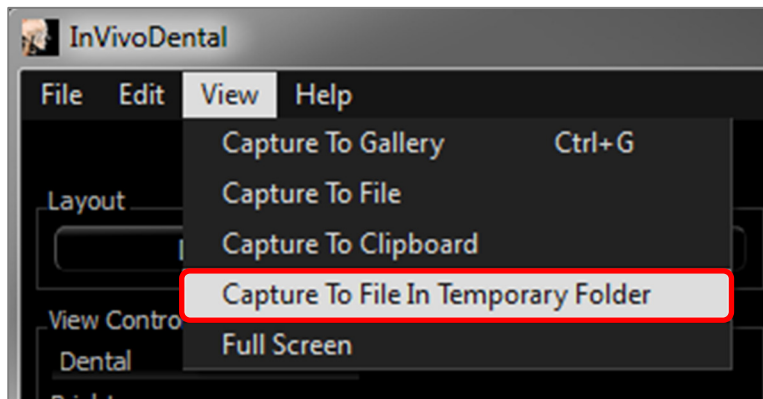 InVivoDental
File Edit View Help
Capture To Gallery Ctrl+G
Layout
Capture To File
Capture To Clipboard
Capture To File In Temporary Folder
View Contro
Dental
Full Screen